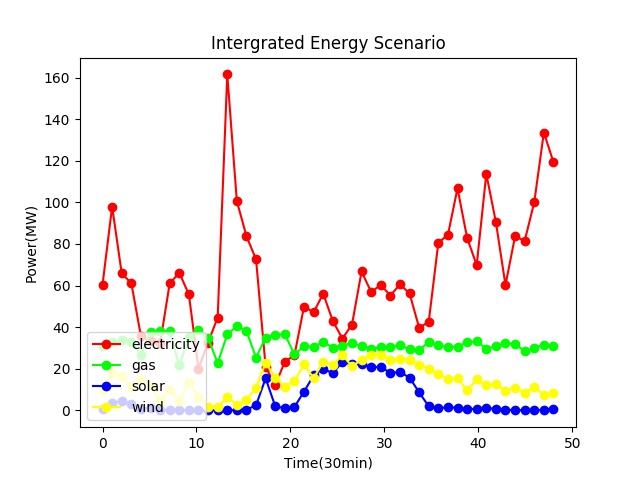 Intergrated Energy Scenario
Power(MW)
160
140
120
100
80
60
40
20
0
electricity
gas
solar
wind
0 10 20 30 40 50
Time(30min)